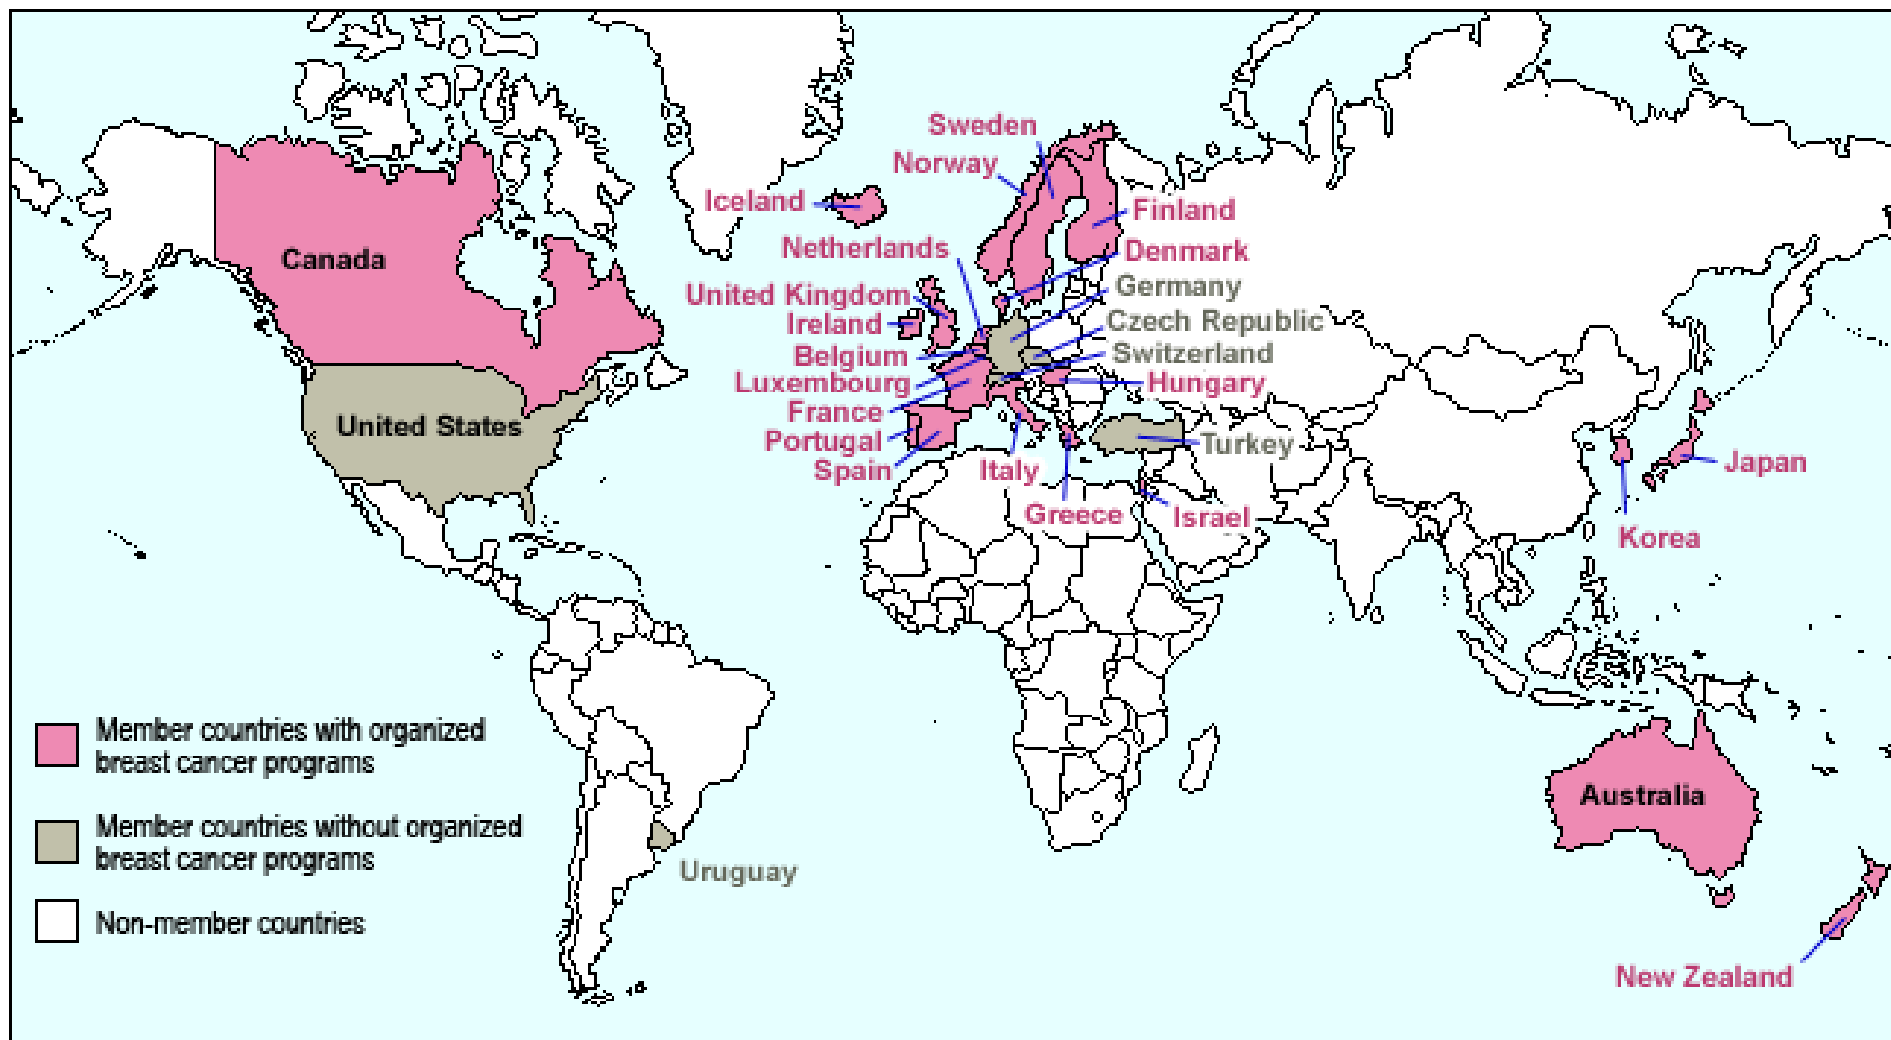 Sweden
Norway
Iceland
Finland
Netherlands
Denmark
Canada
Germany
United Kingdom
Ireland
Czech Republic
Belgium
Switzerland
Luxembourg
Hungary
France
United States
Portugal
Turkey
Spain
Italy
Japan
Greece
Israel
Korea
Member countries with organized
breast cancer programs
Australia
Member countries without organized
breast cancer programs
Uruguay
Non-member countries
New Zealand